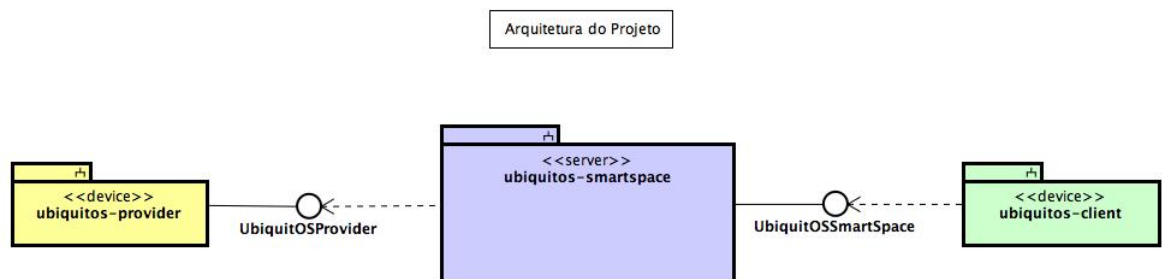 Arquitetura do Projeto
<<server>>
ubiquitos-smartspace
<<device>>
ubiquitos-provider
<<device>>
ubiquitos-client
UbiquitOSProvider
UbiquitOSSmartSpace